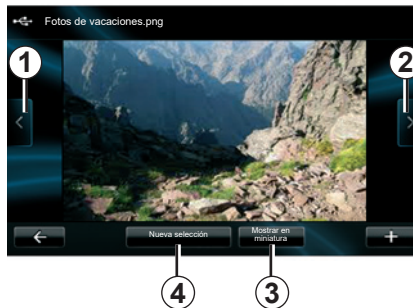 Fotos de vacaciones.png
1
2
Nueva selección
Mostrar en
miniatura
4
3